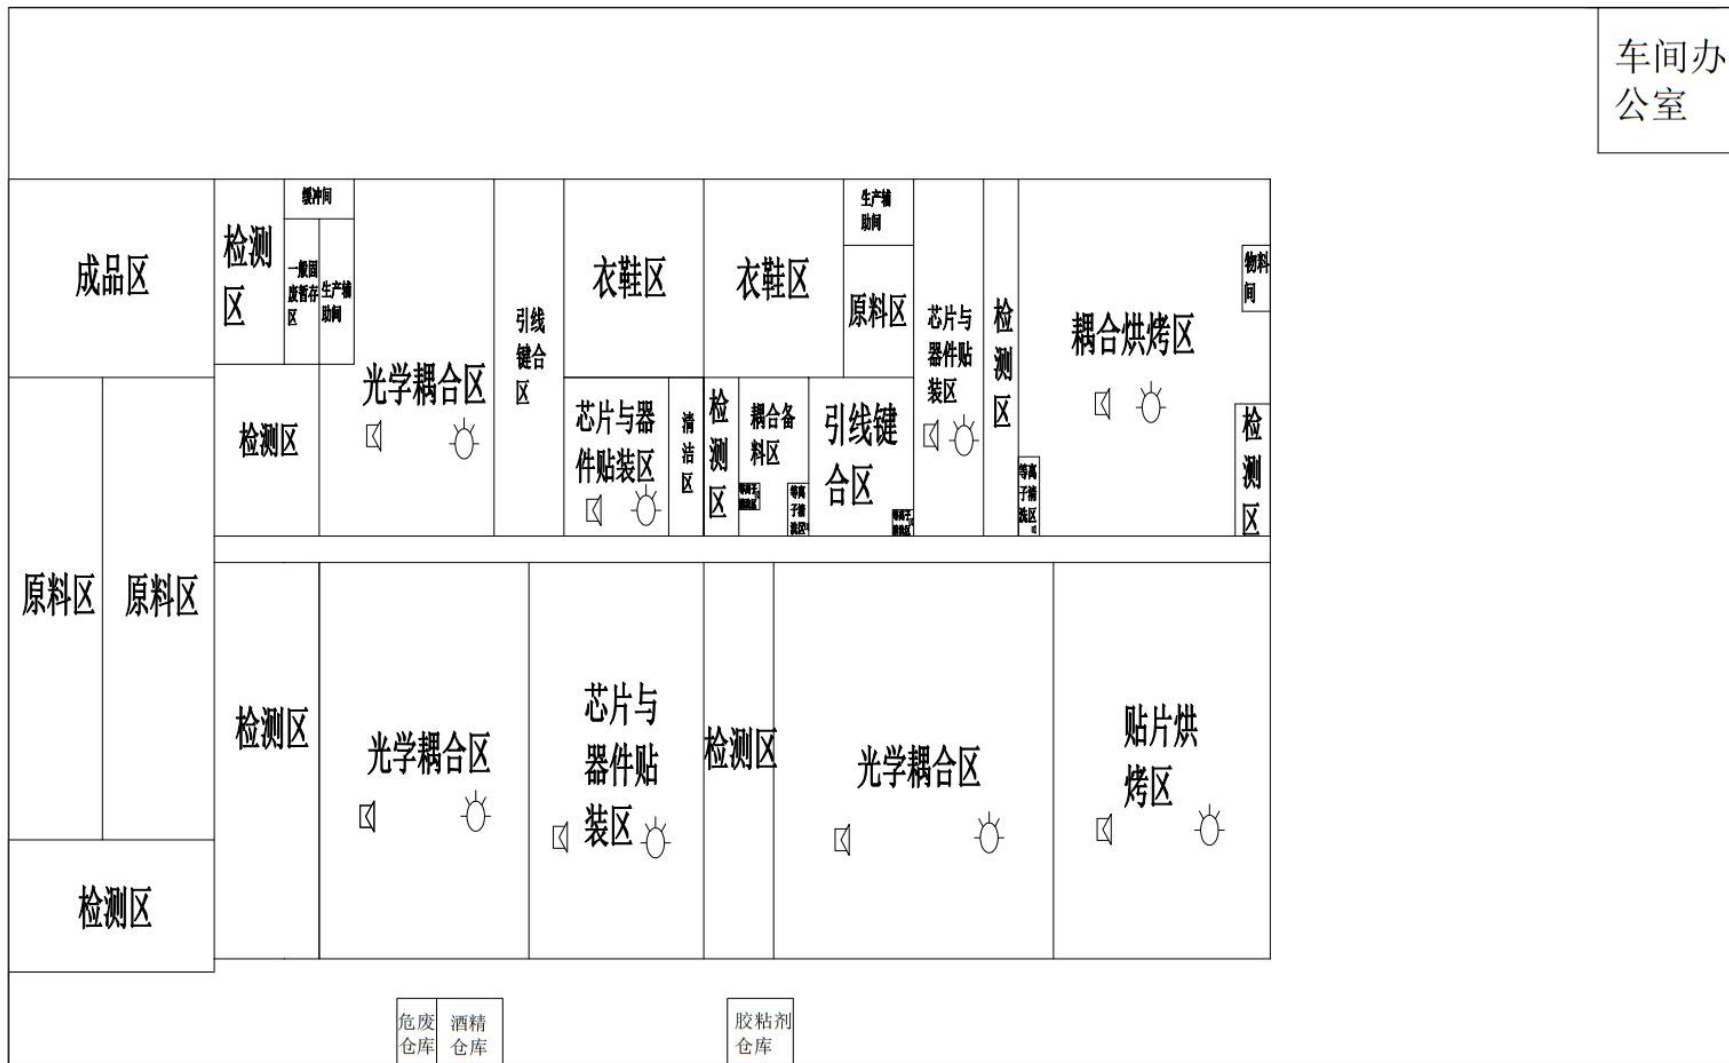 车间办
公室
缓冲间
成品区
检测
区
一般固
废暂存
区
生产辅
助间
衣鞋区
衣鞋区
生产辅
助间
原料区
物料
间
引线
键合
区
芯片与
器件贴
装区
检
测
区
耦合烘烤区
光学耦合区
检测区
芯片与器
件贴装区
清
洁
区
检
测
区
耦合备
料区
等离
子清
洗区
引线键
合区
等离
子清
洗区
检
测
区
原料区
原料区
检测区
光学耦合区
芯片与
器件贴
装区
检测区
光学耦合区
贴片烘
烤区
检测区
危废
仓库
酒精
仓库
胶粘剂
仓库